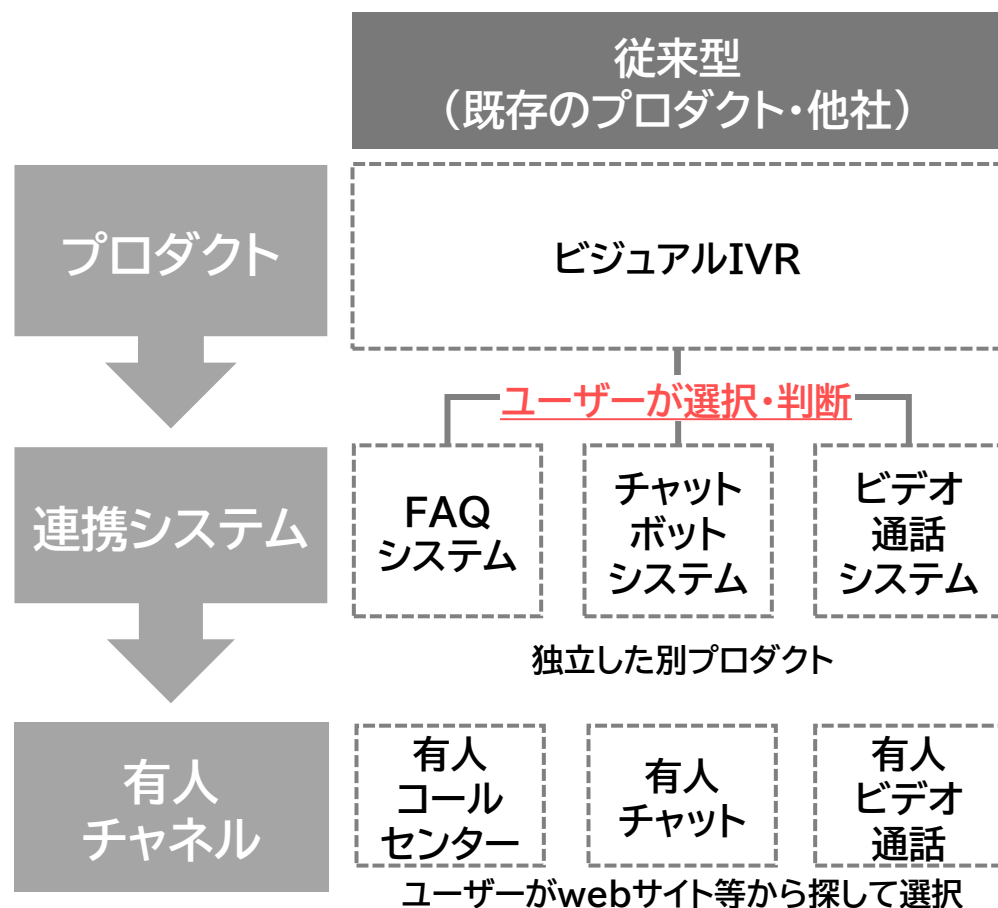 従来型
（既存のプロダクト・他社）
プロダクト
ビジュアルIVR
ユーザーが選択・判断
連携システム
FAQ
システム
チャット
ボット
システム
ビデオ
通話
システム
独立した別プロダクト
有人
チャネル
有人
コール
センター
有人
チャット
有人
ビデオ
通話
ユーザーがwebサイト等から探して選択